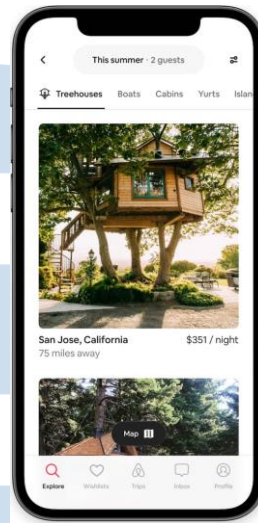 This summer · 2 guests
Treehouses Boats Cabins Yurts Islan
San Jose, California $351 / night
75 miles away
Map
Explore Wishlists Trips Inbox Profile